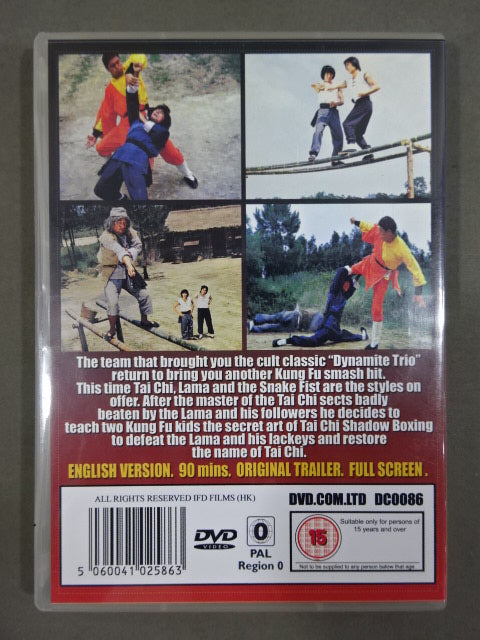 The team that brought you the cult classic "Dynamite Trio"
return to bring you another Kung Fu smash hit.
This time Tai Chi, Lama and the Snake Fist are the styles on
offer. After the master of the Tai Chi sects badly
beaten by the Lama and his followers he decides to
teach two Kung Fu kids the secret art of Tai Chi Shadow Boxing
to defeat the Lama and his lackeys and restore
the name of Tai Chi.
ENGLISH VERSION. 90 mins. ORIGINAL TRAILER. FULL SCREEN.
ALL RIGHTS RESERVED IFD FILMS (HK)
DVD.COM.LTD DC0086
5 060041 025863
DVD
VIDEO
0
PAL
Region 0
15
Suitable only for persons of
15 years and over
Not to be supplied to any person below that age.